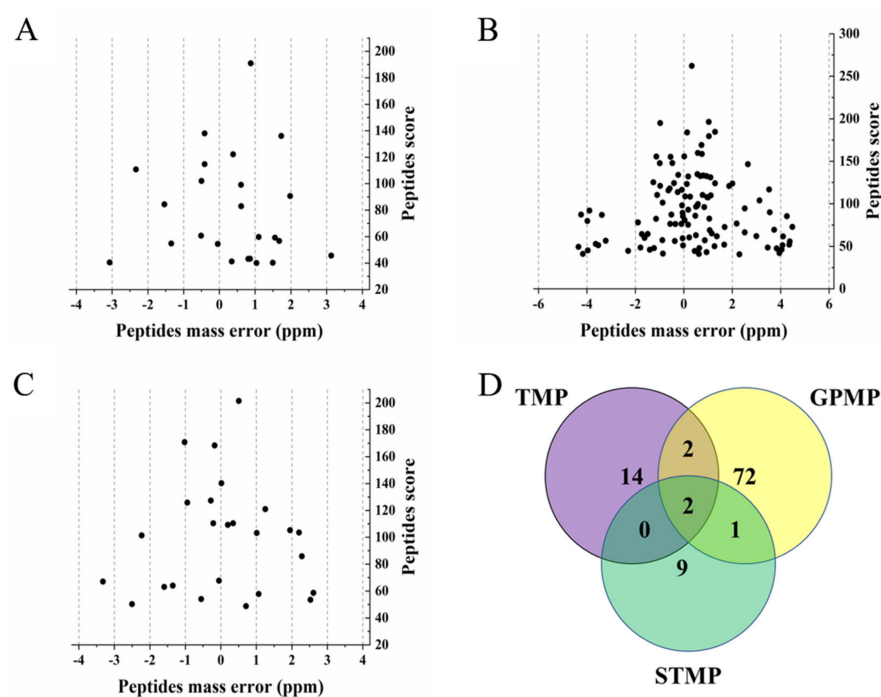 A
200
180
160
140
120
100
80
60
40
20
Peptides score
-4 -3 -2 -1 0 1 2 3 4
Peptides mass error (ppm)
B
300
250
200
150
100
50
0
Peptides score
-6 -4 -2 0 2 4 6
Peptides mass error (ppm)
C
200
180
160
140
120
100
80
60
40
20
Peptides score
-4 -3 -2 -1 0 1 2 3 4
Peptides mass error (ppm)
D
TMP
GPMP
2
14
72
2
0
1
9
STMP